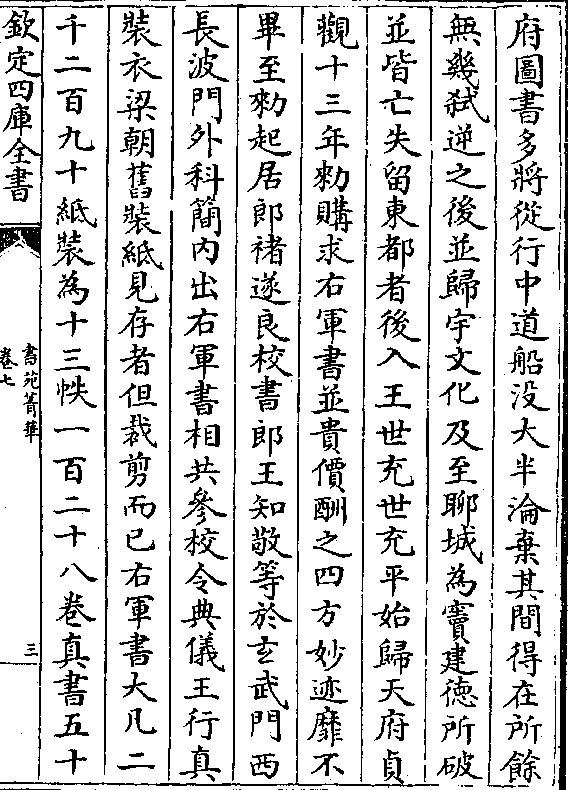 府圖書多將從行中道船没大半淪棄其間得在所餘
無幾弑逆之後並歸宇文化及至聊城為竇建德所破
並皆亡失留東都者後入王世充世充平始歸天府貞
觀十三年勑購求右軍書並貴價酬之四方妙迹靡不
畢至勑起居郎禇遂良校書郎王知敬等於𤣥武門西
長波門外科簡内出右軍書相共參校令典儀王行真
裝衣梁朝舊裝紙見存者但裁剪而已右軍書大凡二
千二百九十紙裝為十三帙一百二十八卷真書五十
欽定四庫全書
書苑菁華
卷七
三